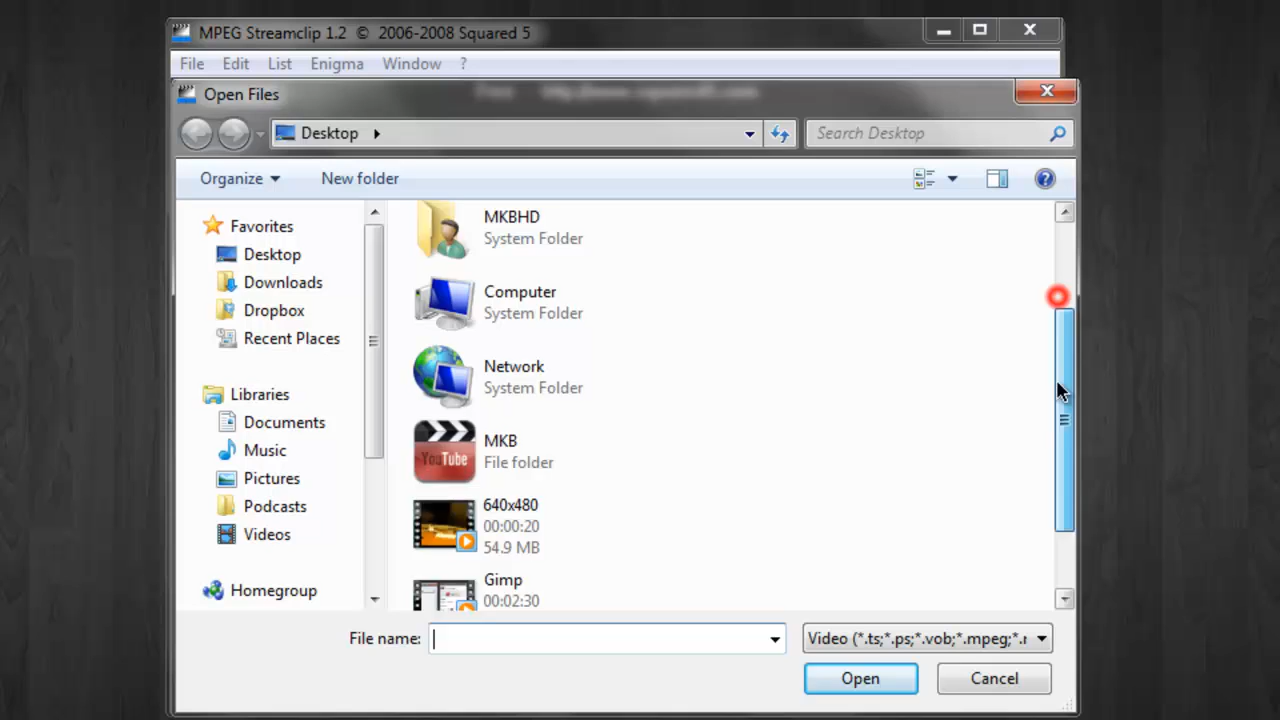 MPEG Streamclip 1.2 © 2006-2008 Squared 5
File Edit List Enigma Window ?
Open Files
Desktop
Search Desktop
Organize New folder
Favorites
Desktop
Downloads
Dropbox
Recent Places
Libraries
Documents
Music
Pictures
Podcasts
Videos
Homegroup
MKBHD
System Folder
Computer
System Folder
Network
System Folder
YouTube
MKB
File folder
640x480
00:00:20
54.9 MB
Gimp
00:02:30
File name:
Video (*.ts;*.ps;*.vob;*.mpeg;*.r
Open Cancel